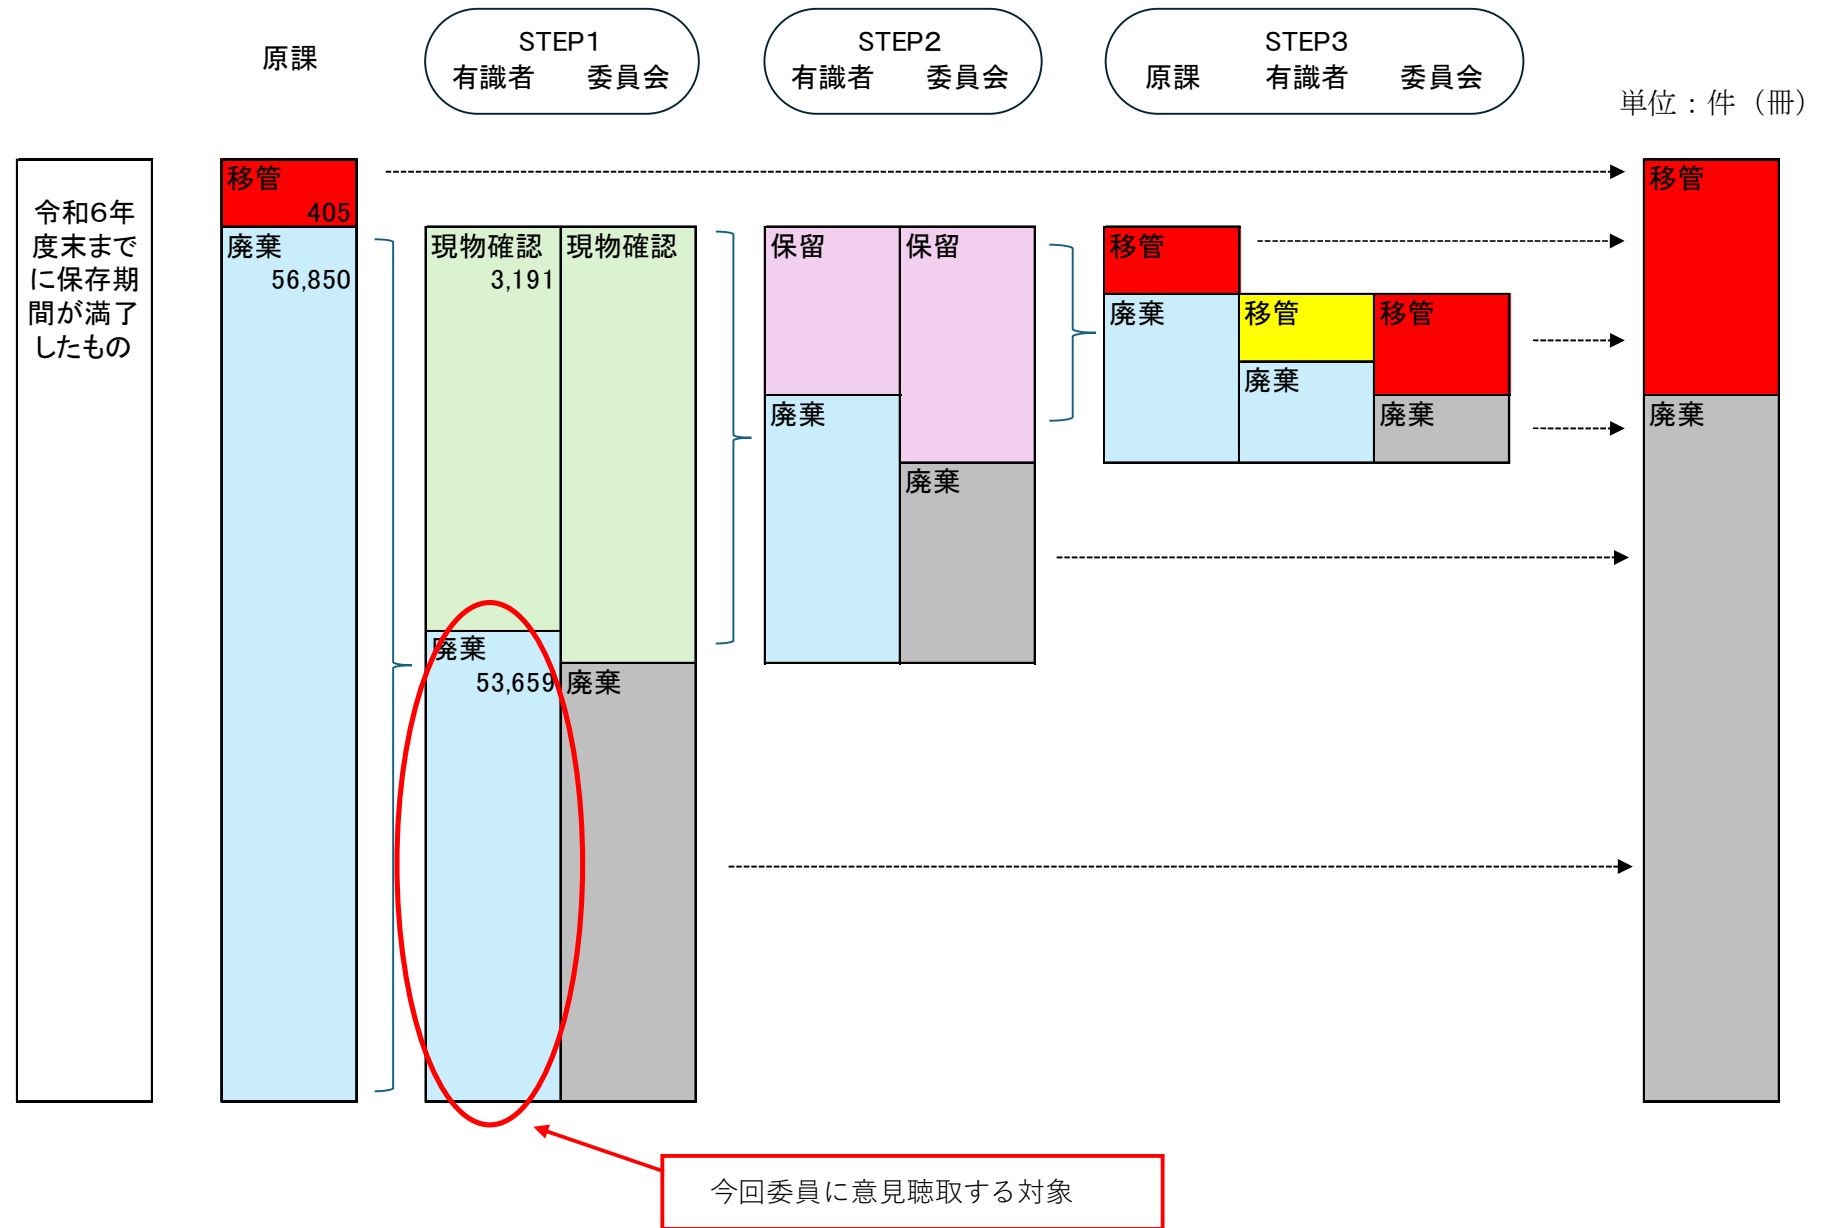 原課
STEP1
有識者 委員会
STEP2
有識者 委員会
STEP3
原課 有識者 委員会
単位：件（冊）
令和6年
度末まで
に保存期
間が満了
したもの
移管
405
廃棄
56,850
現物確認
3,191
廃棄
53,659
現物確認
廃棄
保留
廃棄
保留
廃棄
移管
廃棄
移管
廃棄
移管
廃棄
移管
廃棄
今回委員に意見聴取する対象